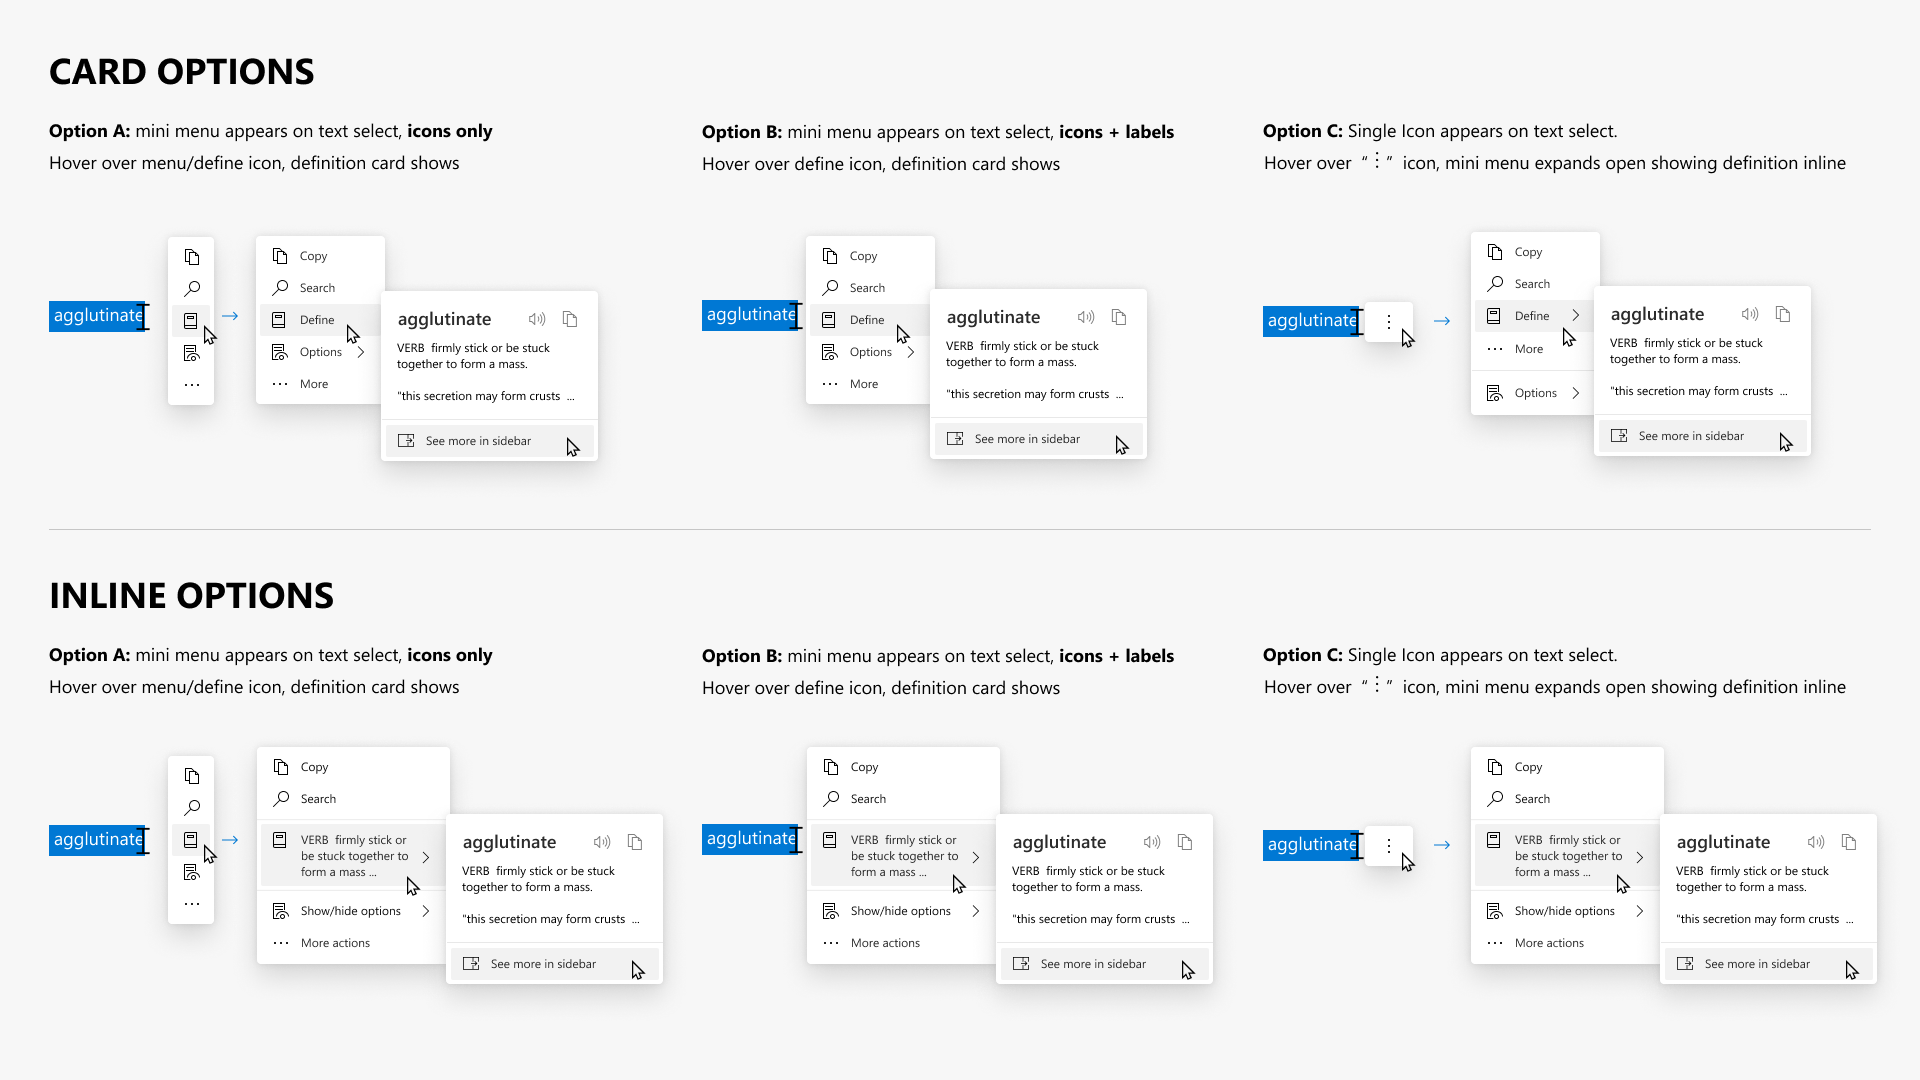 CARD OPTIONS
Option A: mini menu appears on text select, icons only
Hover over menu/define icon, definition card shows
agglutinate
Copy
Search
Define
Options
More
agglutinate
VERB firmly stick or be stuck
together to form a mass.
"this secretion may form crusts ...
See more in sidebar
Option B: mini menu appears on text select, icons + labels
Hover over define icon, definition card shows
agglutinate
Copy
Search
Define
Options
More
agglutinate
VERB firmly stick or be stuck
together to form a mass.
"this secretion may form crusts ...
See more in sidebar
Option C: Single Icon appears on text select.
Hover over “⋮” icon, mini menu expands open showing definition inline
agglutinate
Copy
Search
Define
More
Options
agglutinate
VERB firmly stick or be stuck
together to form a mass.
"this secretion may form crusts ...
See more in sidebar
INLINE OPTIONS
Option A: mini menu appears on text select, icons only
Hover over menu/define icon, definition card shows
agglutinate
Copy
Search
VERB firmly stick or
be stuck together to
form a mass ...
Show/hide options
More actions
agglutinate
VERB firmly stick or be stuck
together to form a mass.
"this secretion may form crusts ...
See more in sidebar
Option B: mini menu appears on text select, icons + labels
Hover over define icon, definition card shows
agglutinate
Copy
Search
VERB firmly stick or
be stuck together to
form a mass ...
Show/hide options
More actions
agglutinate
VERB firmly stick or be stuck
together to form a mass.
"this secretion may form crusts ...
See more in sidebar
Option C: Single Icon appears on text select.
Hover over “⋮” icon, mini menu expands open showing definition inline
agglutinate
Copy
Search
VERB firmly stick or
be stuck together to
form a mass ...
Show/hide options
More actions
agglutinate
VERB firmly stick or be stuck
together to form a mass.
"this secretion may form crusts ...
See more in sidebar